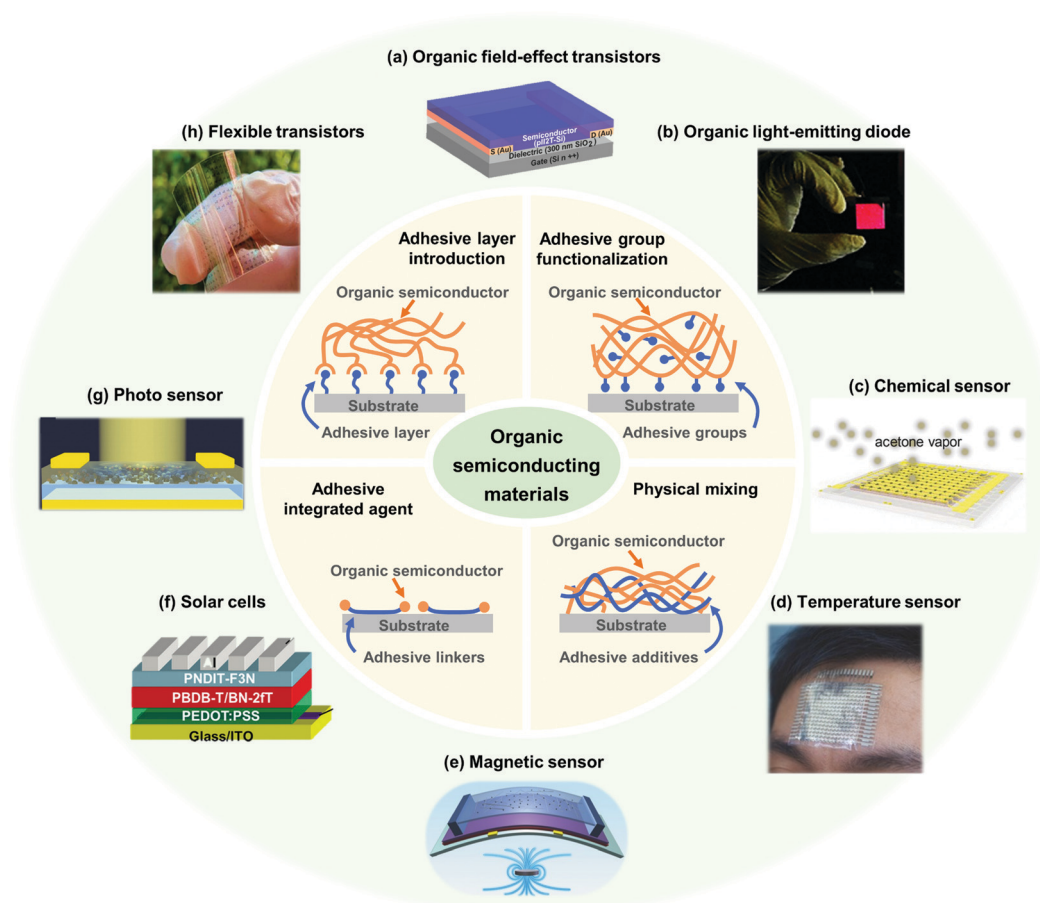 (a) Organic field-effect transistors
Semiconductor
(pII2T-Si)
S (Au)
D (Au)
Dielectric (300 nm SiO2)
Gate (Si n ++)
(h) Flexible transistors
(b) Organic light-emitting diode
Adhesive layer
introduction
Organic semiconductor
Substrate
Adhesive layer
Adhesive group
functionalization
Organic semiconductor
Substrate
Adhesive groups
(g) Photo sensor
(c) Chemical sensor
acetone vapor
Organic
semiconducting
materials
Adhesive
integrated agent
Organic semiconductor
Substrate
Adhesive linkers
Physical mixing
Organic semiconductor
Substrate
Adhesive additives
(f) Solar cells
Al
PNDIT-F3N
PBDB-T/BN-2fT
PEDOT:PSS
Glass/ITO
(d) Temperature sensor
(e) Magnetic sensor